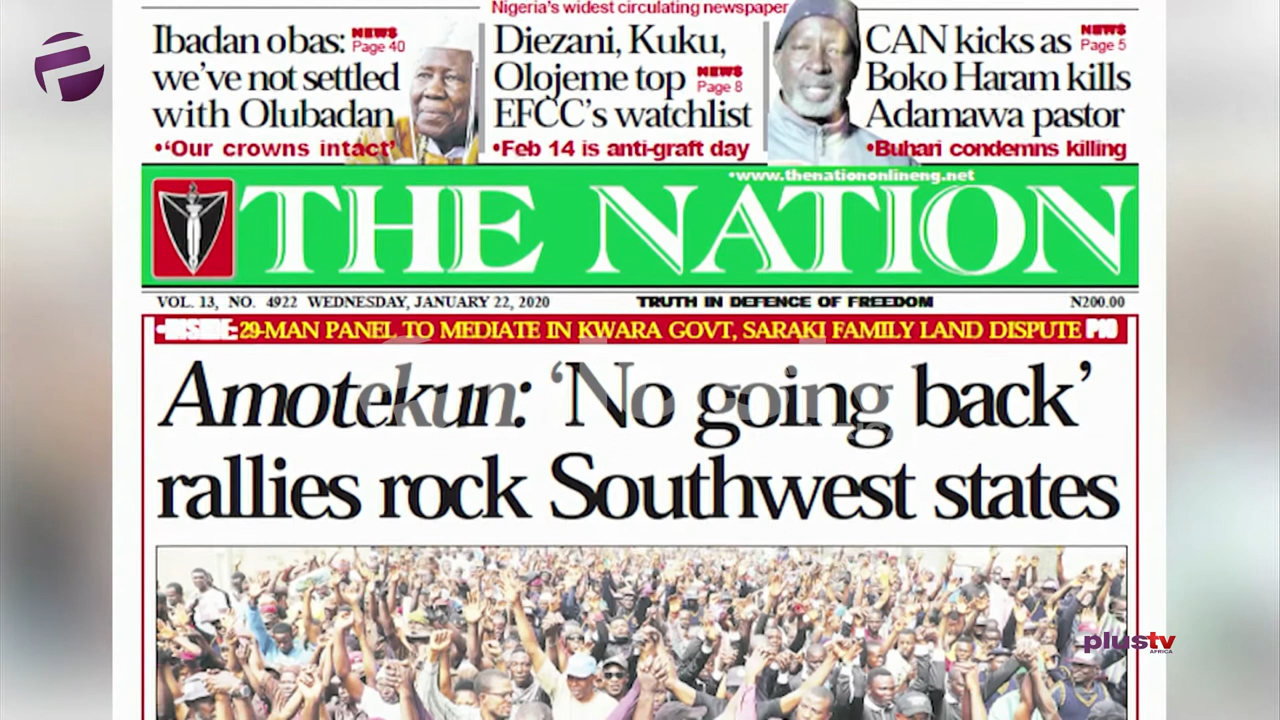 Nigeria's widest circulating newspaper
Ibadan obas:
NEWS
Page 40
we've not settled
with Olubadan
•'Our crowns intact'
Diezani, Kuku,
Olojeme top
NEWS
Page 8
EFCC's watchlist
•Feb 14 is anti-graft day
CAN kicks as
NEWS
Page 5
Boko Haram kills
Adamawa pastor
•Buhari condemns killing
•www.thenationonlineng.net
THE NATION
VOL. 13, NO. 4922 WEDNESDAY, JANUARY 22, 2020
TRUTH IN DEFENCE OF FREEDOM
N200.00
•INSIDE: 29-MAN PANEL TO MEDIATE IN KWARA GOVT, SARAKI FAMILY LAND DISPUTE P10
Amotekun: 'No going back'
rallies rock Southwest states
plustv
AFRICA